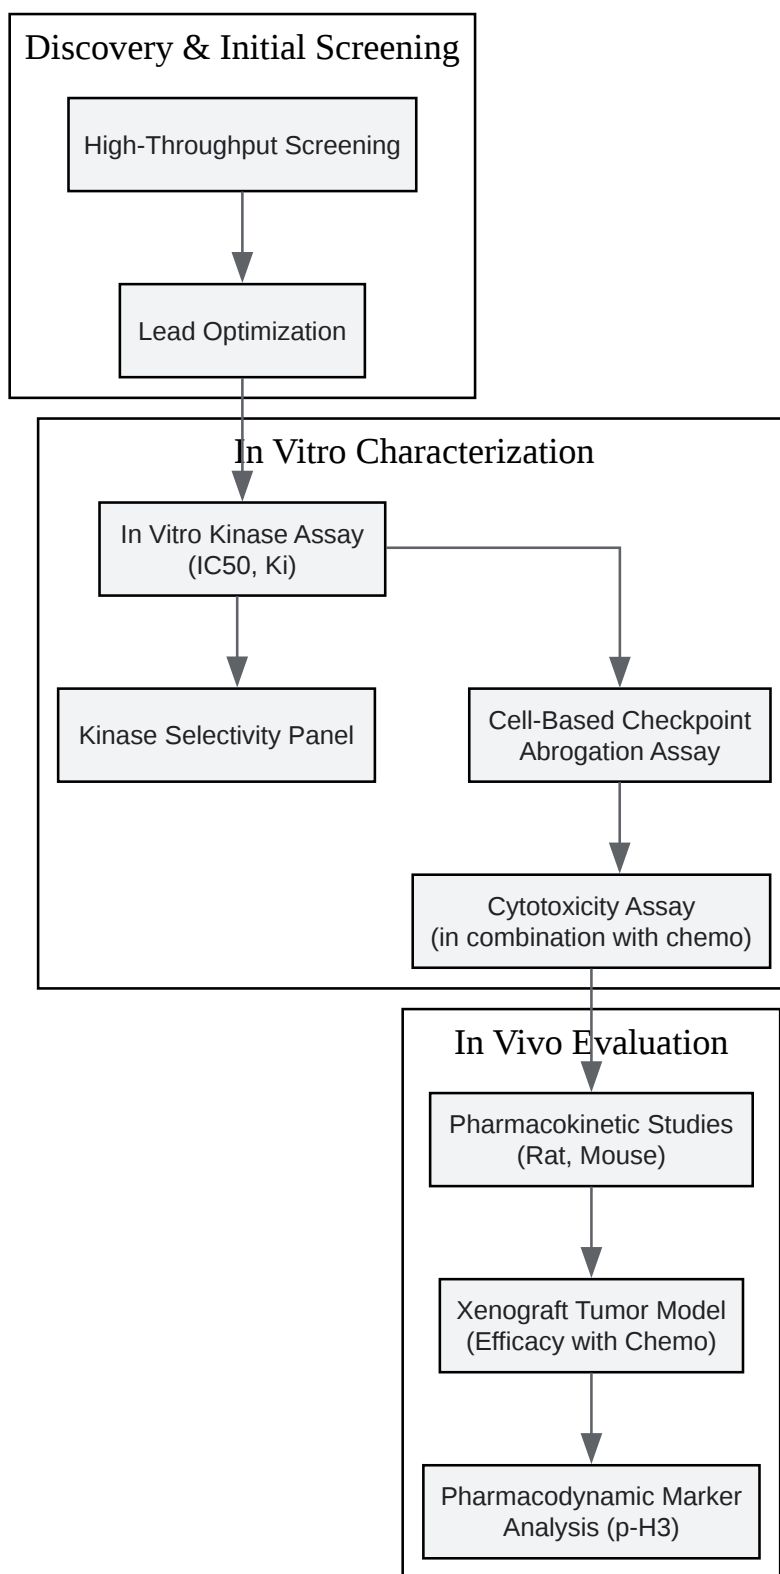 Discovery & Initial Screening
High-Throughput Screening
Lead Optimization
In Vitro Characterization
In Vitro Kinase Assay
(IC50, Ki)
Kinase Selectivity Panel
Cell-Based Checkpoint
Abrogation Assay
Cytotoxicity Assay
(in combination with chemo)
In Vivo Evaluation
Pharmacokinetic Studies
(Rat, Mouse)
Xenograft Tumor Model
(Efficacy with Chemo)
Pharmacodynamic Marker
Analysis (p-H3)